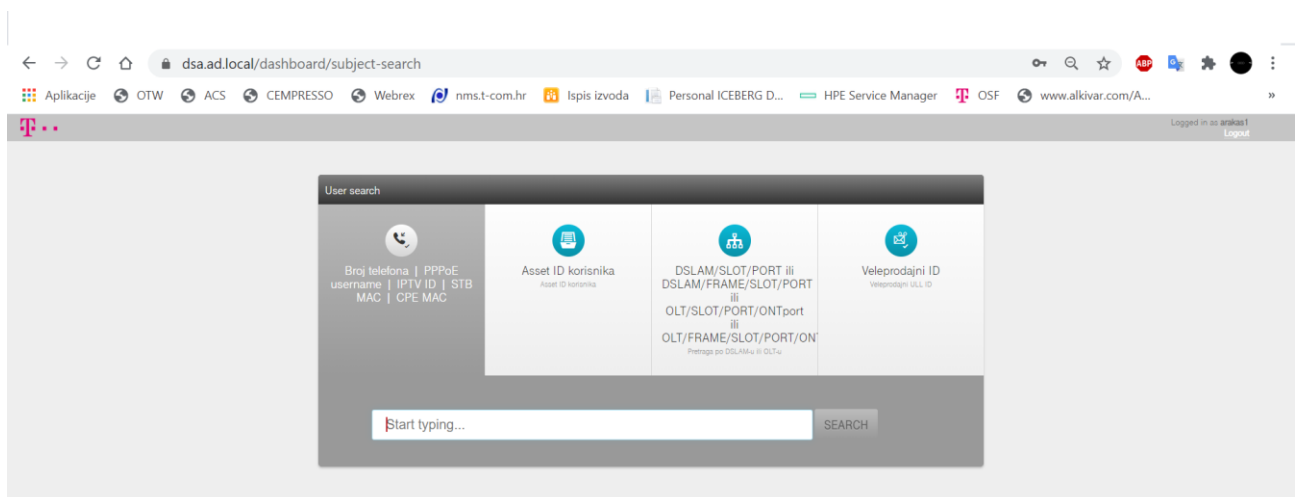 dsa.ad.local/dashboard/subject-search
ABP
Aplikacije OTW ACS CEMPRESSO Webrex nms.t-com.hr Ispis izvoda Personal ICEBERG D... HPE Service Manager OSF www.alkivar.com/A... »
T
Logged in as arakas1
Logout
User search
Broj telefona | PPPoE
username | IPTV ID | STB
MAC | CPE MAC
Asset ID korisnika
Asset ID korisnika
DSLAM/SLOT/PORT ili
DSLAM/FRAME/SLOT/PORT
ili
OLT/SLOT/PORT/ONTport
ili
OLT/FRAME/SLOT/PORT/ON
Pretraga po DSLAM-u ili OLT-u
Veleprodajni ID
Veleprodajni ULL ID
Start typing...
SEARCH